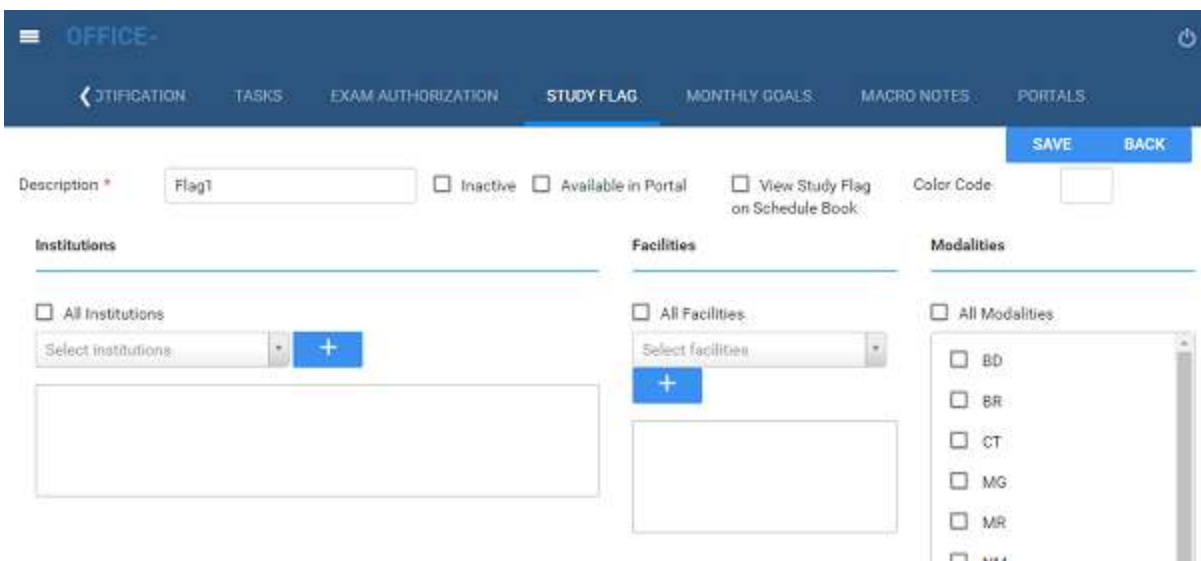 OFFICE-
OTIFICATION TASKS EXAM AUTHORIZATION STUDY FLAG MONTHLY GOALS MACRO NOTES PORTALS
SAVE BACK
Description * Flag1 Inactive Available in Portal View Study Flag on Schedule Book Color Code
Institutions Facilities Modalities
All Institutions All Facilities All Modalities
Select institutions + Select facilities
+
BD
BR
CT
MG
MR